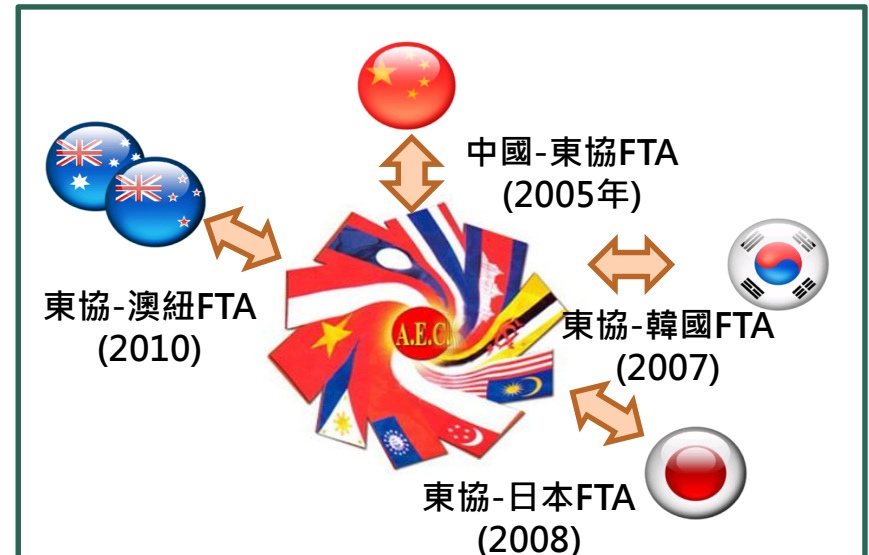 中國-東協FTA
(2005年)
東協-澳紐FTA
(2010)
A.E.C.
東協-韓國FTA
(2007)
東協-日本FTA
(2008)